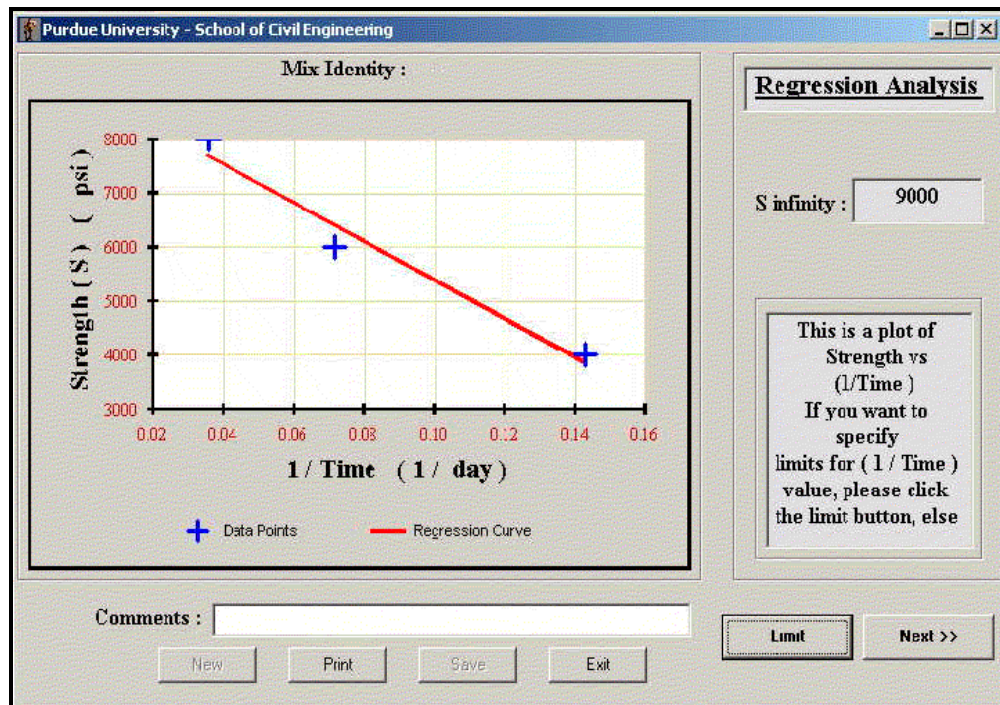 Purdue University - School of Civil Engineering
Mix Identity :
Strength ( S ) ( psi )
8000
7000
6000
5000
4000
3000
0.02 0.04 0.06 0.08 0.10 0.12 0.14 0.16
1 / Time ( 1 / day )
Data Points Regression Curve
Regression Analysis
S infinity : 9000
This is a plot of
Strength vs
(1/Time )
If you want to
specify
limits for ( 1 / Time )
value, please click
the limit button, else
Comments :
New Print Save Exit
Limit Next >>